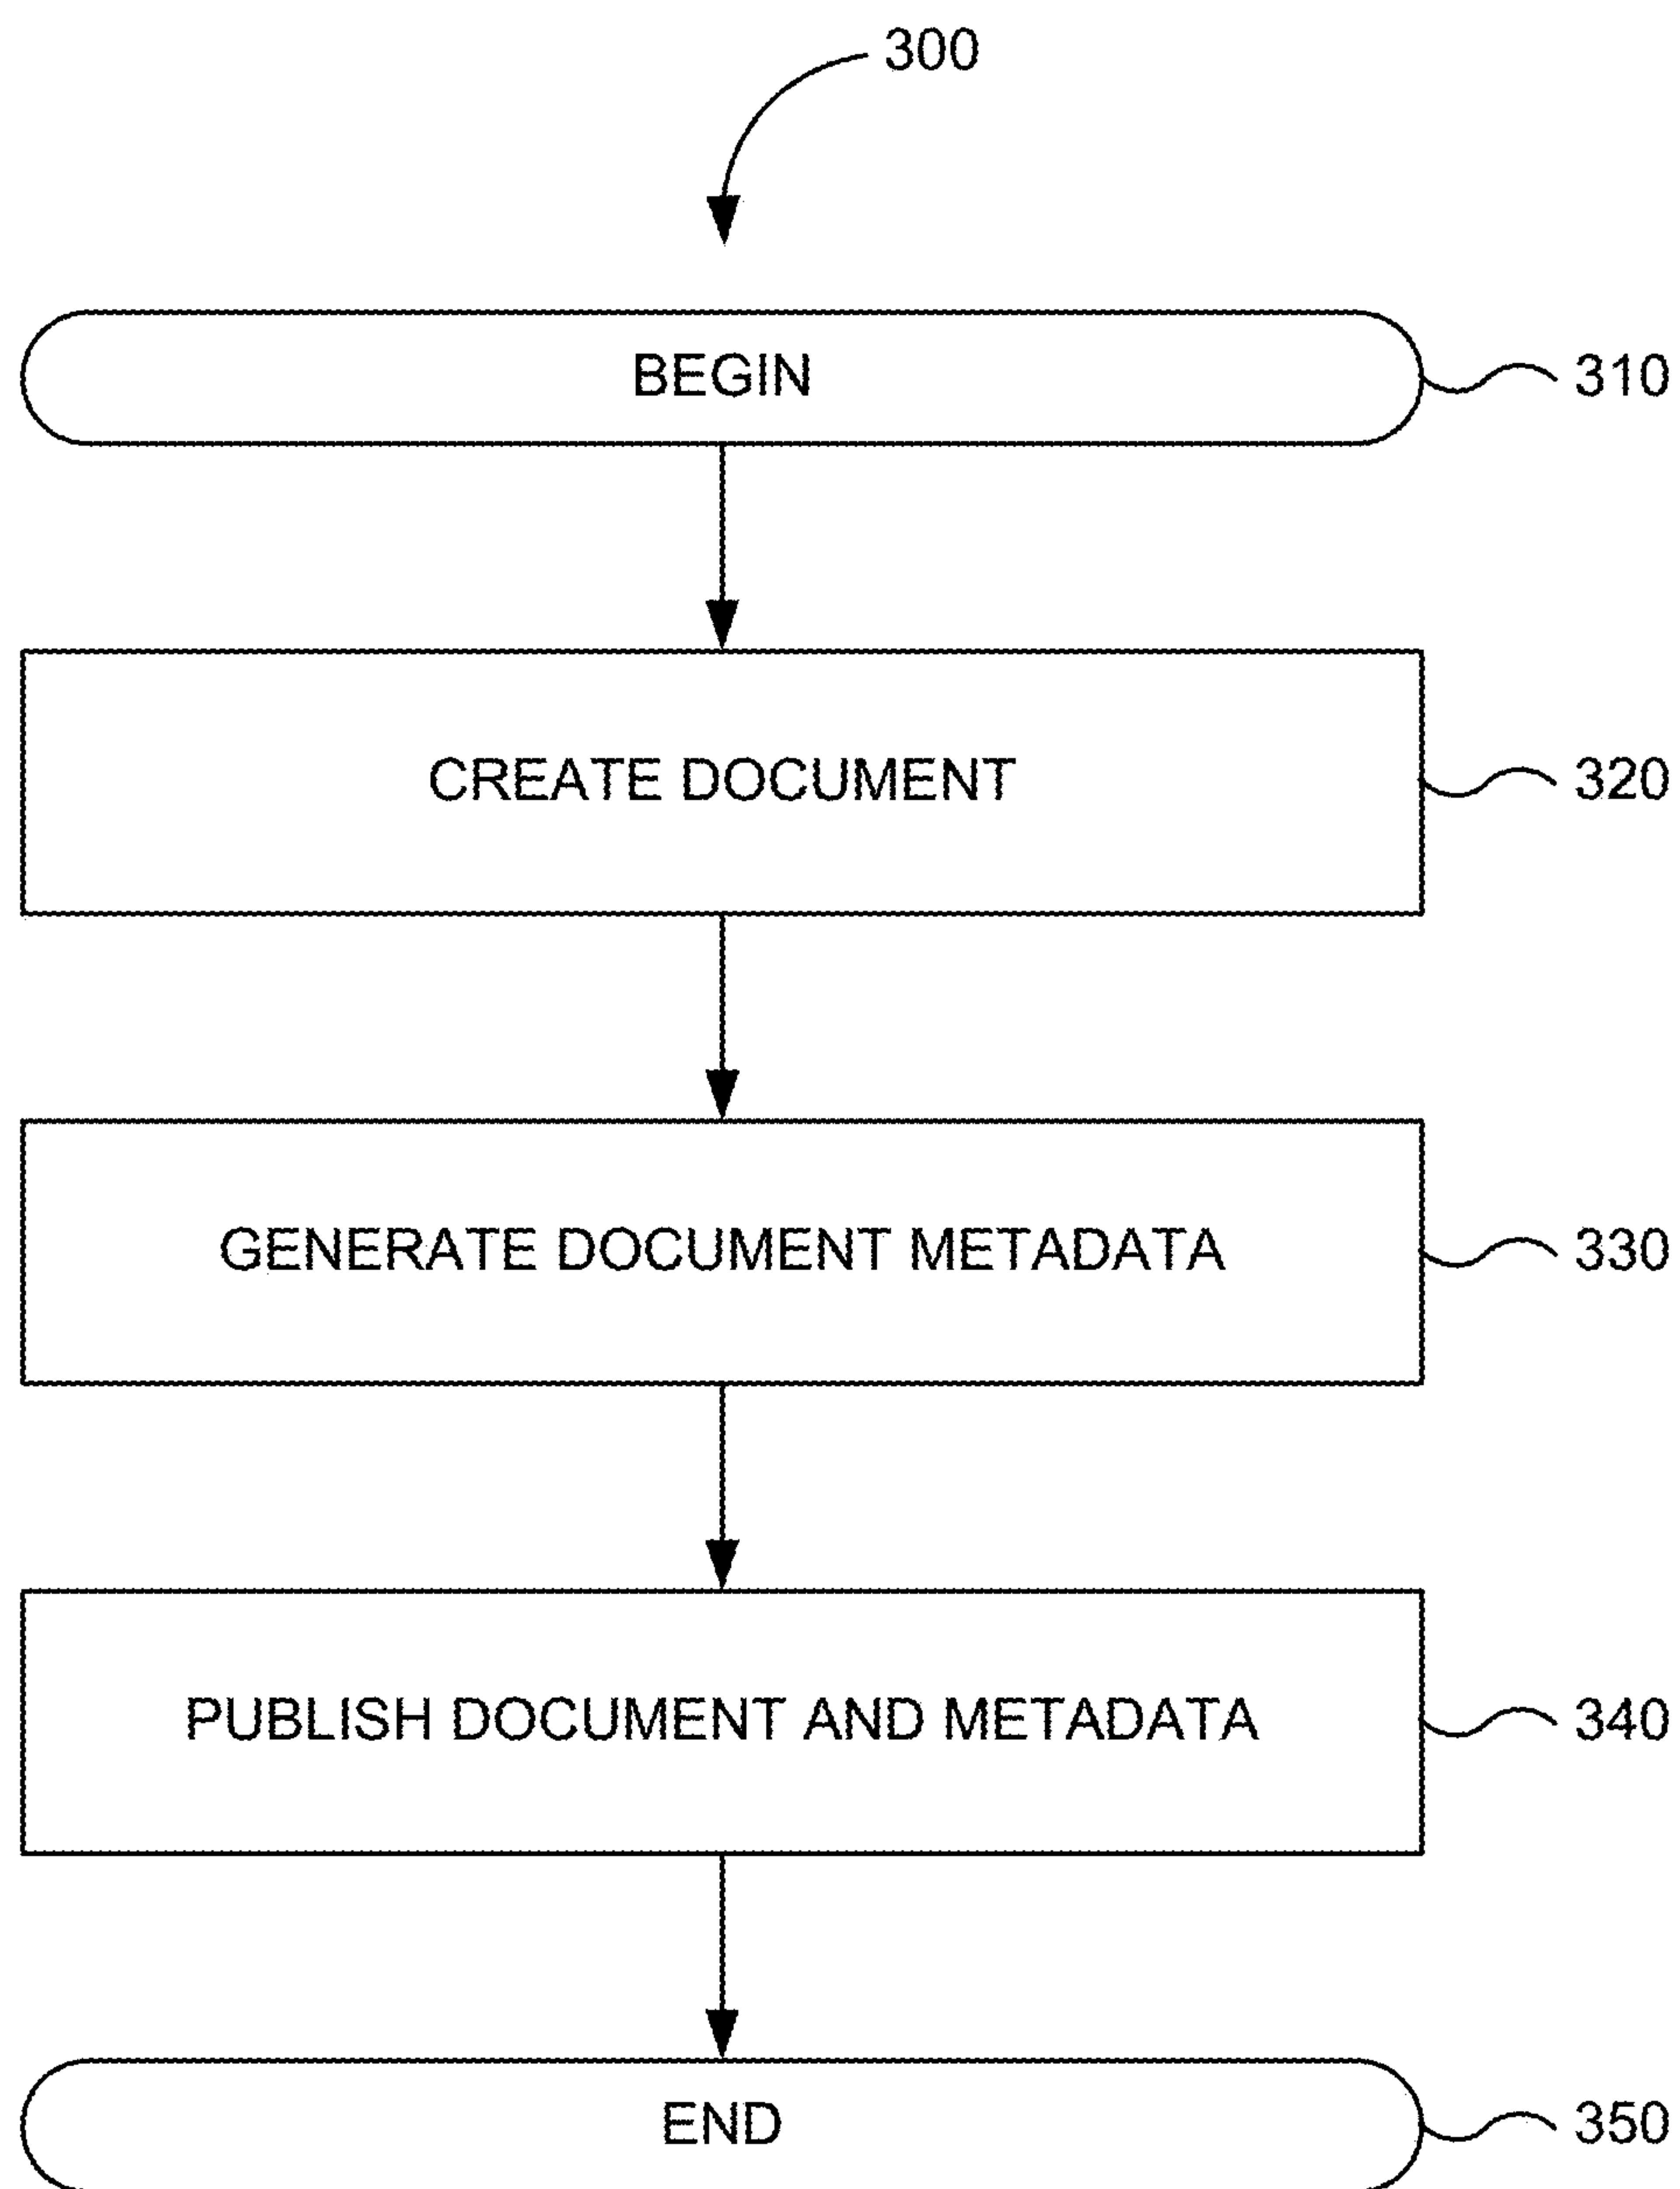 300
BEGIN
310
CREATE DOCUMENT
320
GENERATE DOCUMENT METADATA
330
PUBLISH DOCUMENT AND METADATA
340
END
350